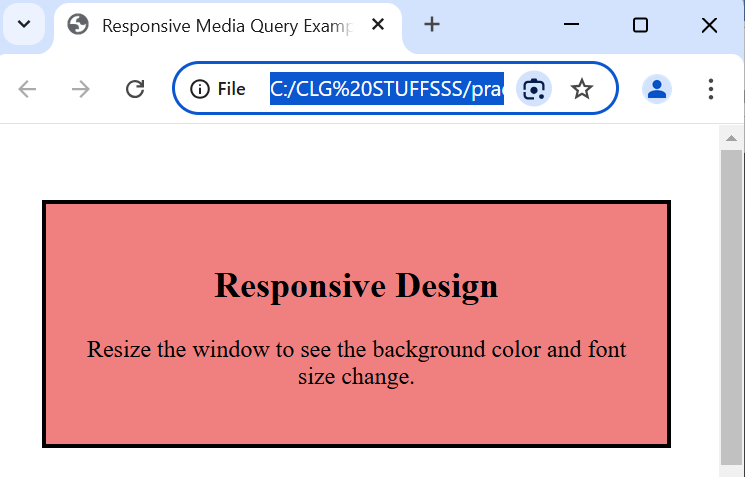 Responsive Media Query Examp
File C:/CLG%20STUFFSSS/prac
Responsive Design
Resize the window to see the background color and font
size change.